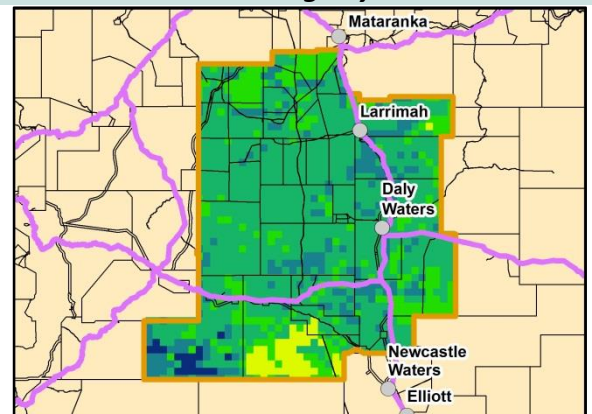 Mataranka
Larrimah
Daly
Waters
Newcastle
Waters
Elliott